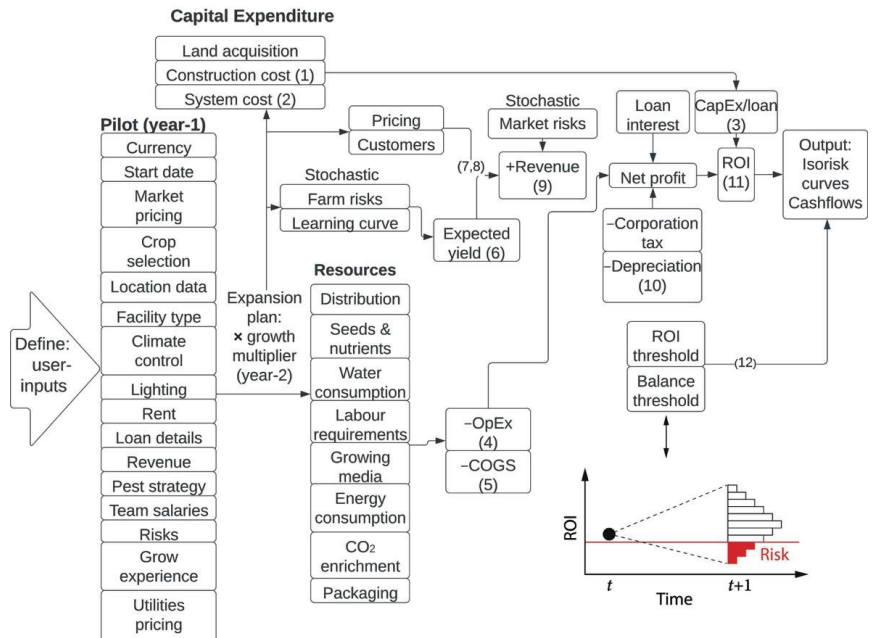 Capital Expenditure
Land acquisition
Construction cost (1)
System cost (2)
Pilot (year-1)
Currency
Start date
Market
pricing
Crop
selection
Location data
Facility type
Climate
control
Lighting
Rent
Loan details
Revenue
Pest strategy
Team salaries
Risks
Grow
experience
Utilities
pricing
Define:
user-
inputs
Expansion
plan:
× growth
multiplier
(year-2)
Pricing
Customers
Stochastic
Farm risks
Learning curve
Expected
yield (6)
(7,8)
Resources
Distribution
Seeds &
nutrients
Water
consumption
Labour
requirements
Growing
media
Energy
consumption
CO₂
enrichment
Packaging
−OpEx
(4)
−COGS
(5)
Stochastic
Market risks
+Revenue
(9)
Loan
interest
Net profit
−Corporation
tax
−Depreciation
(10)
CapEx/loan
(3)
ROI
(11)
Output:
Isorisk
curves
Cashflows
ROI
threshold
Balance
threshold
(12)
ROI
Risk
t
t+1
Time